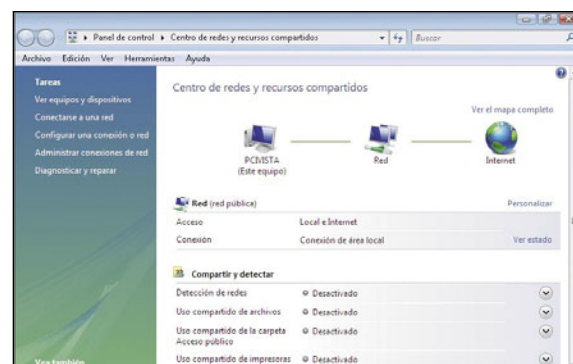 Panel de control ▸ Centro de redes y recursos compartidos
Buscar
Archivo Edición Ver Herramientas Ayuda
Tareas
Ver equipos y dispositivos
Conectarse a una red
Configurar una conexión o red
Administrar conexiones de red
Diagnosticar y reparar
Vea también
Centro de redes y recursos compartidos
Ver el mapa completo
PCVISTA
(Este equipo)
Red
Internet
Red (red pública)
Personalizar
Acceso
Local e Internet
Conexión
Conexión de área local
Ver estado
Compartir y detectar
Detección de redes
Desactivado
Uso compartido de archivos
Desactivado
Uso compartido de la carpeta
Acceso público
Desactivado
Uso compartido de impresoras
Desactivado